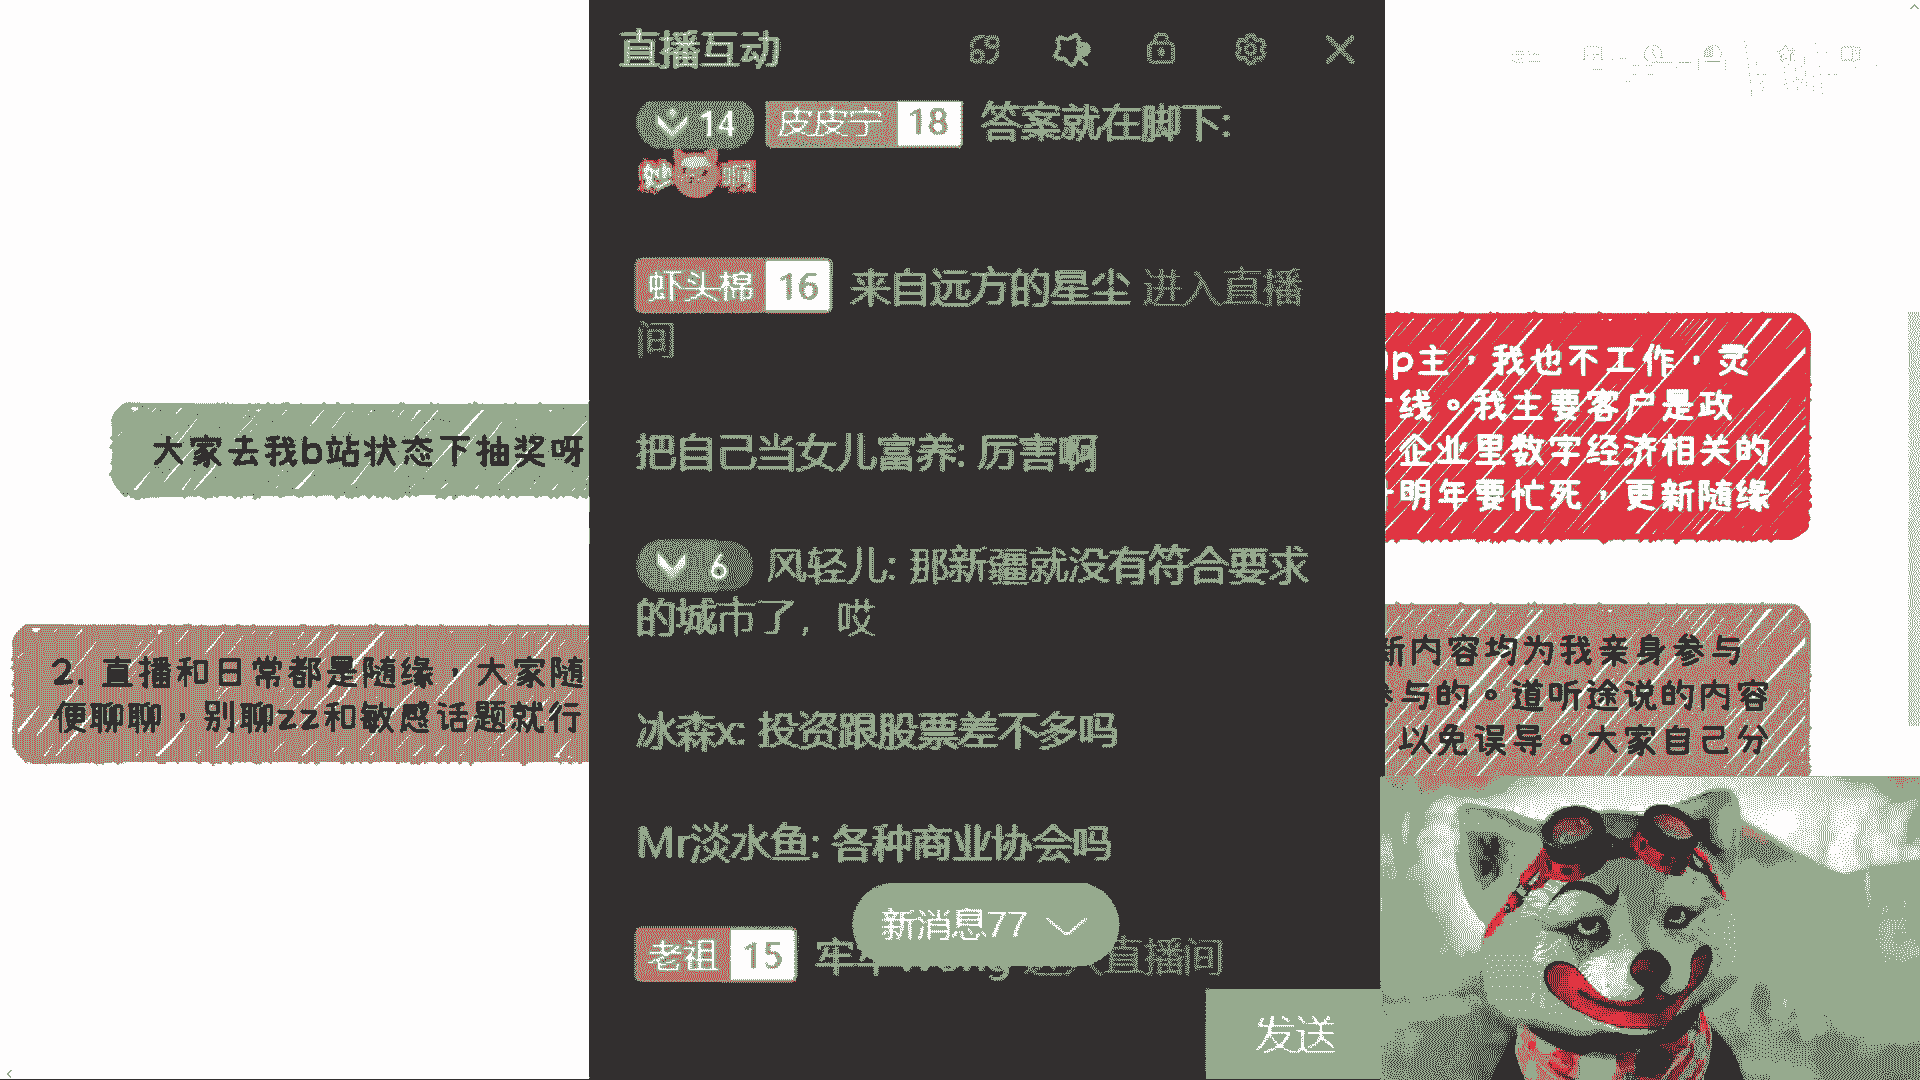 直播互动
14 皮皮宁 18 答案就在脚下:
妙啊
虾头棉 16 来自远方的星尘 进入直播
间
把自己当女儿富养: 厉害啊
6 风轻儿: 那新疆就没有符合要求
的城市了，哎
冰森x: 投资跟股票差不多吗
Mr淡水鱼: 各种商业协会吗
新消息77
老祖 15 牢 直播间
发送
大家去我b站状态下抽奖呀
2. 直播和日常都是随缘，大家随
便聊聊，别聊zz和敏感话题就行
p主，我也不工作，灵
线。我主要客户是政
企业里数字经济相关的
明年要忙死，更新随缘
新内容均为我亲身参与
参与的。道听途说的内容
以免误导。大家自己分